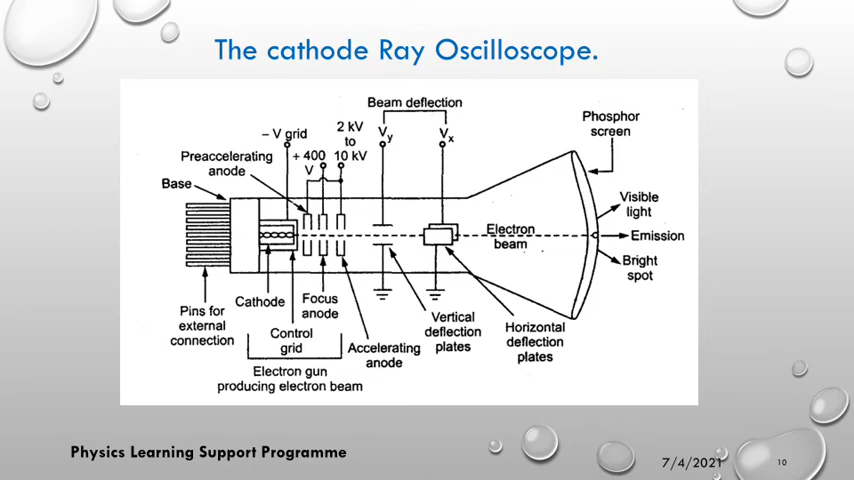 The cathode Ray Oscilloscope.
Beam deflection
Phosphor
screen
2 kV
to
10 kV
– V grid
Vy
Vx
+ 400
V
Preaccelerating
anode
Base
Visible
light
Electron
beam
Emission
Bright
spot
Cathode
Focus
anode
Pins for
external
connection
Control
grid
Accelerating
anode
Vertical
deflection
plates
Horizontal
deflection
plates
Electron gun
producing electron beam
Physics Learning Support Programme
7/4/2021
10